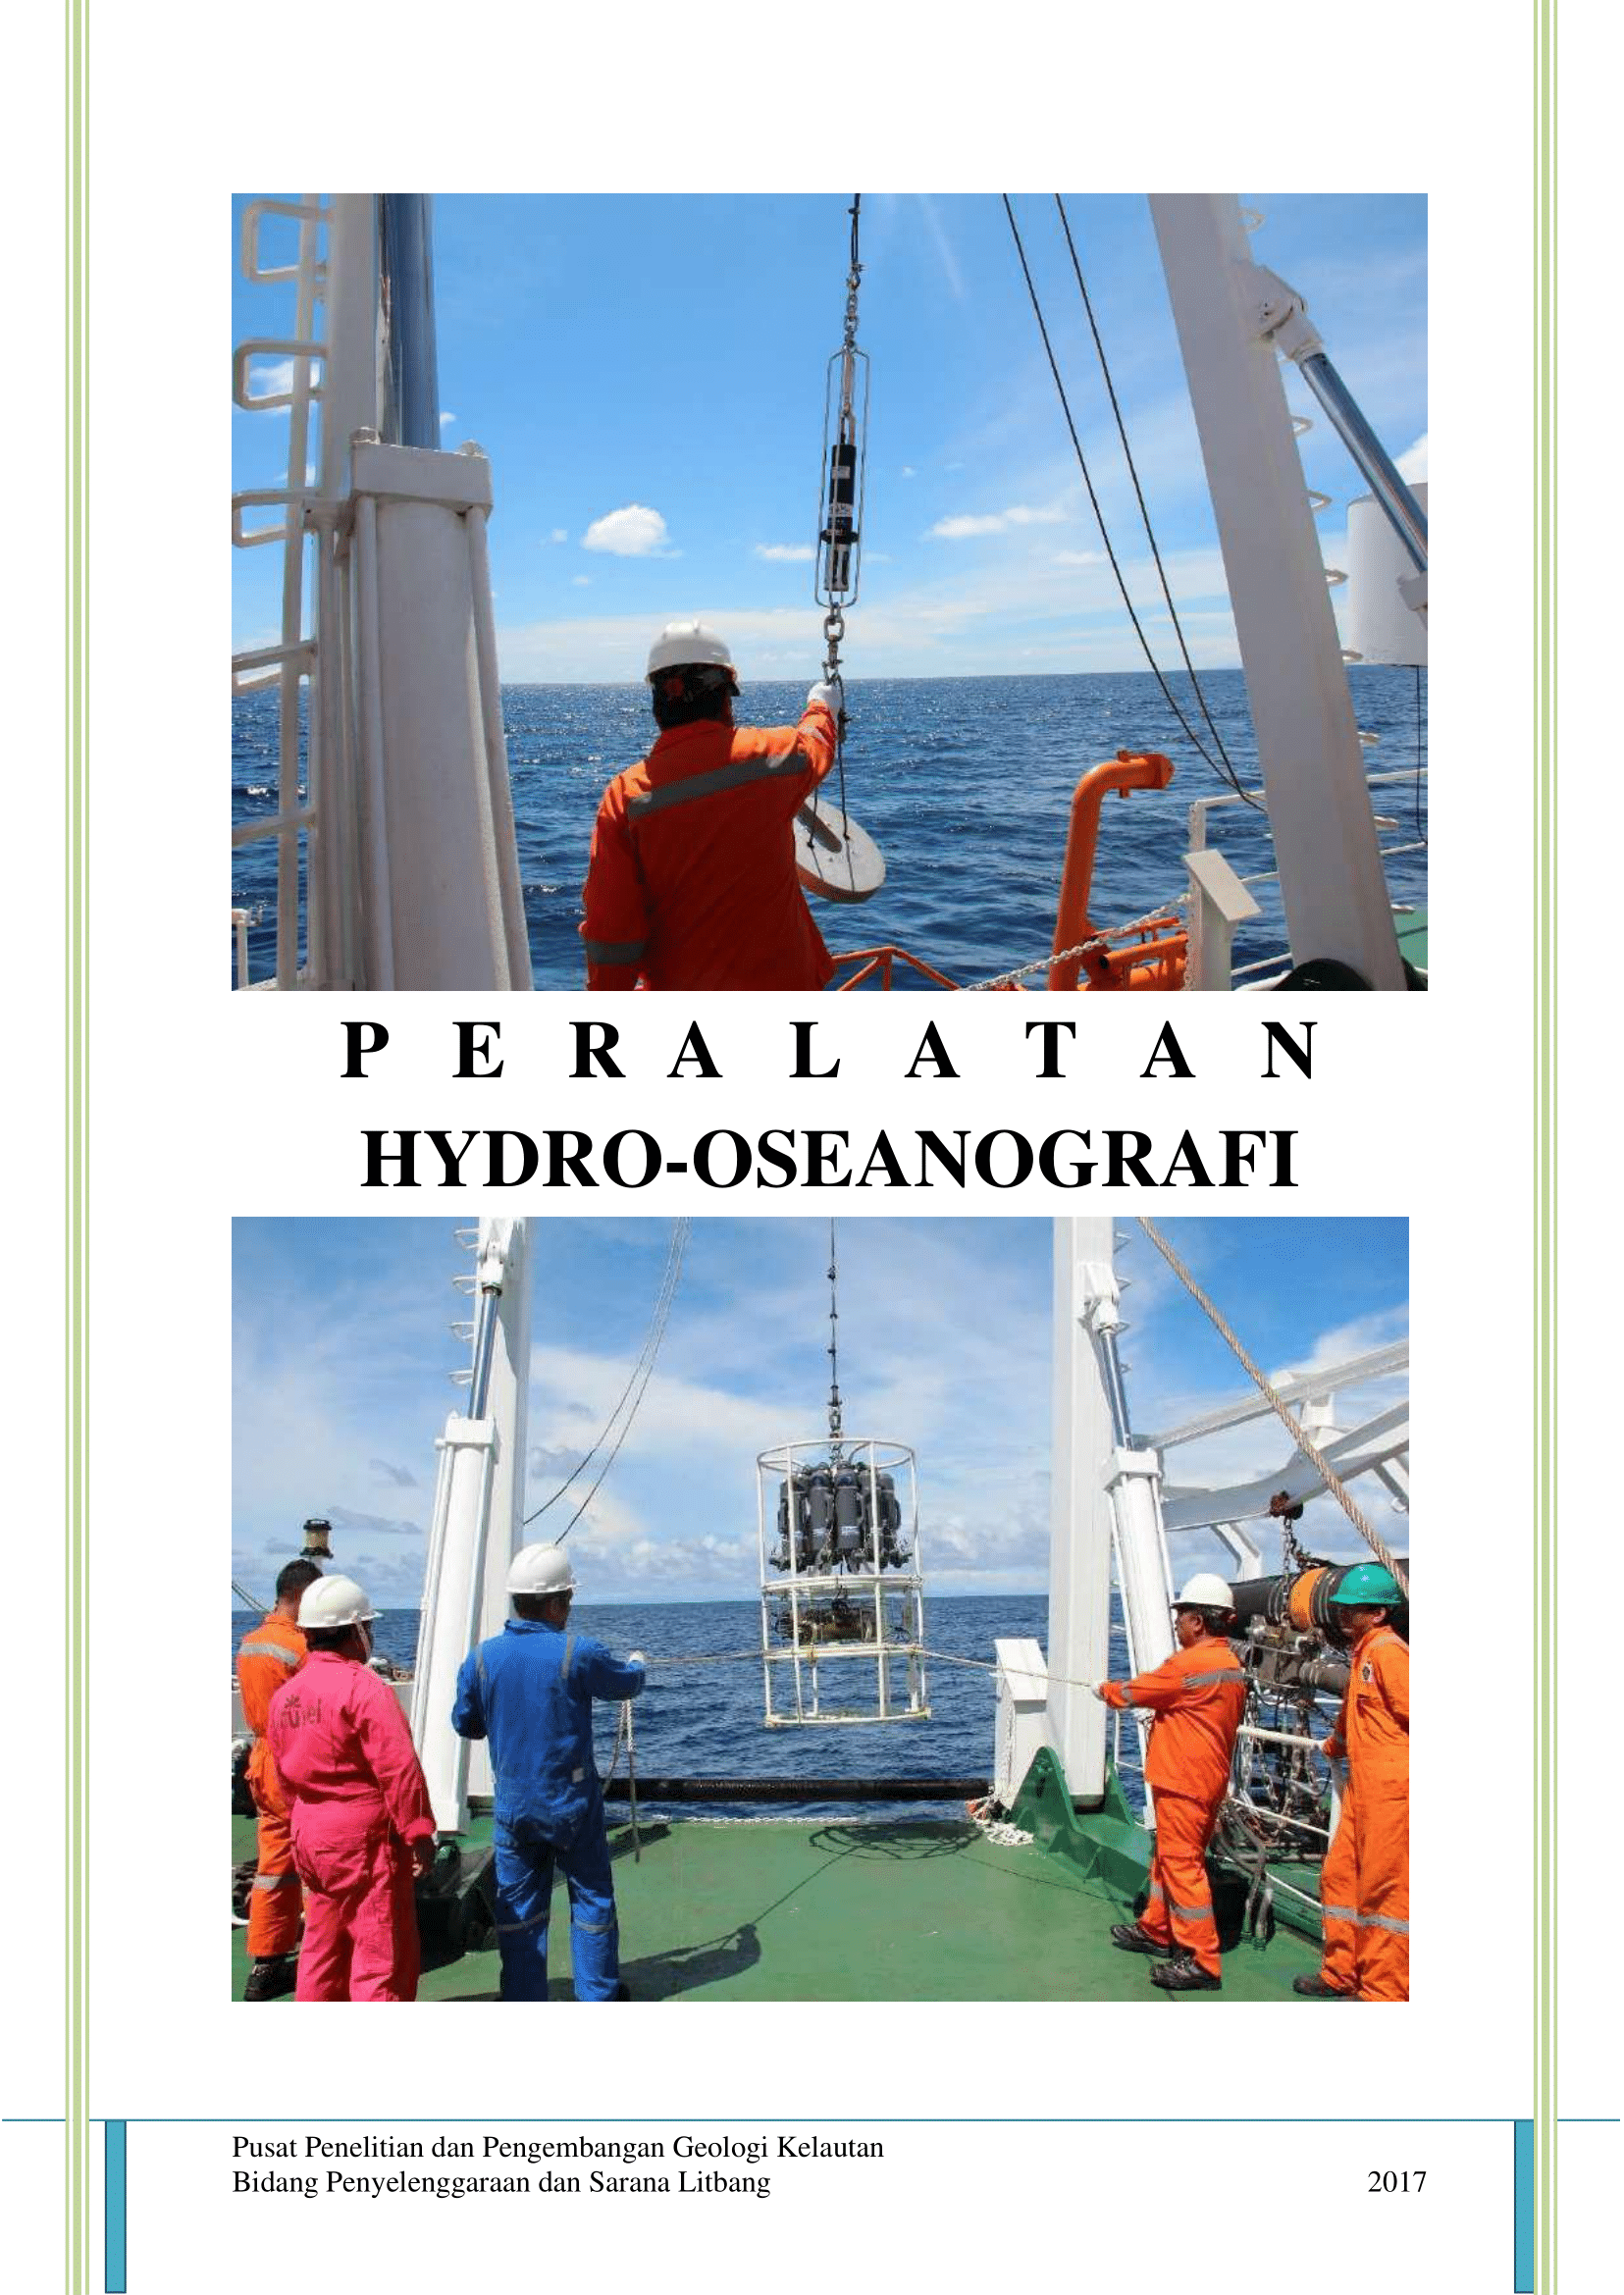 P E R A L A T A N
HYDRO-OSEANOGRAFI
Pusat Penelitian dan Pengembangan Geologi Kelautan
Bidang Penyelenggaraan dan Sarana Litbang 2017